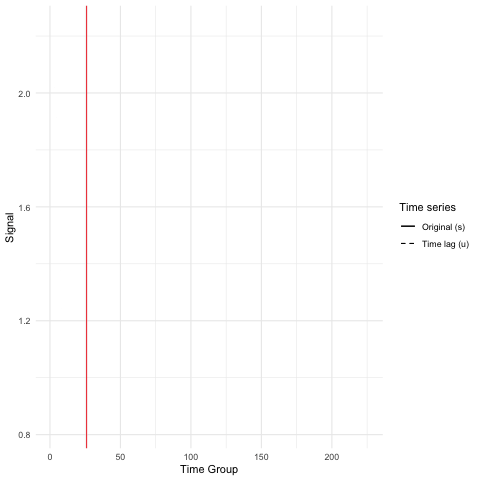 2.0
1.6
1.2
0.8
Signal
0 50 100 150 200
Time Group
Time series
Original (s)
Time lag (u)